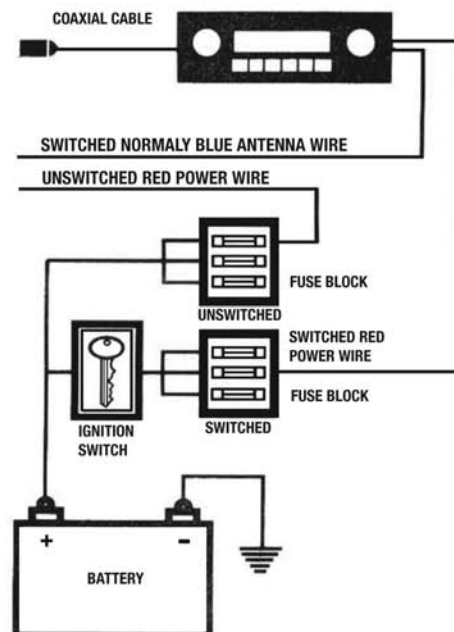 COAXIAL CABLE
SWITCHED NORMALY BLUE ANTENNA WIRE
UNSWITCHED RED POWER WIRE
FUSE BLOCK
UNSWITCHED
SWITCHED RED
POWER WIRE
FUSE BLOCK
IGNITION
SWITCH
SWITCHED
+ -
BATTERY